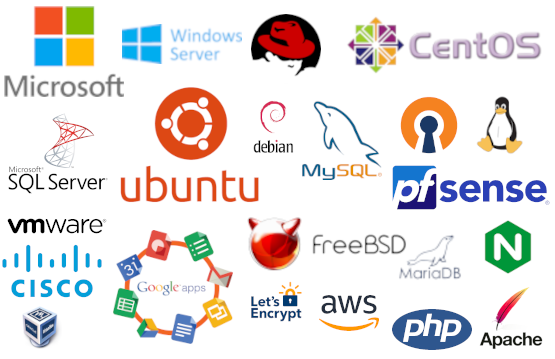 Microsoft
Windows
Server
CentOS
Microsoft®
SQL Server
ubuntu
debian
MySQL®
pfsense®
vmware®
CISCO
31
Google apps
FreeBSD
MariaDB
N
Let's
Encrypt
aws
php
Apache